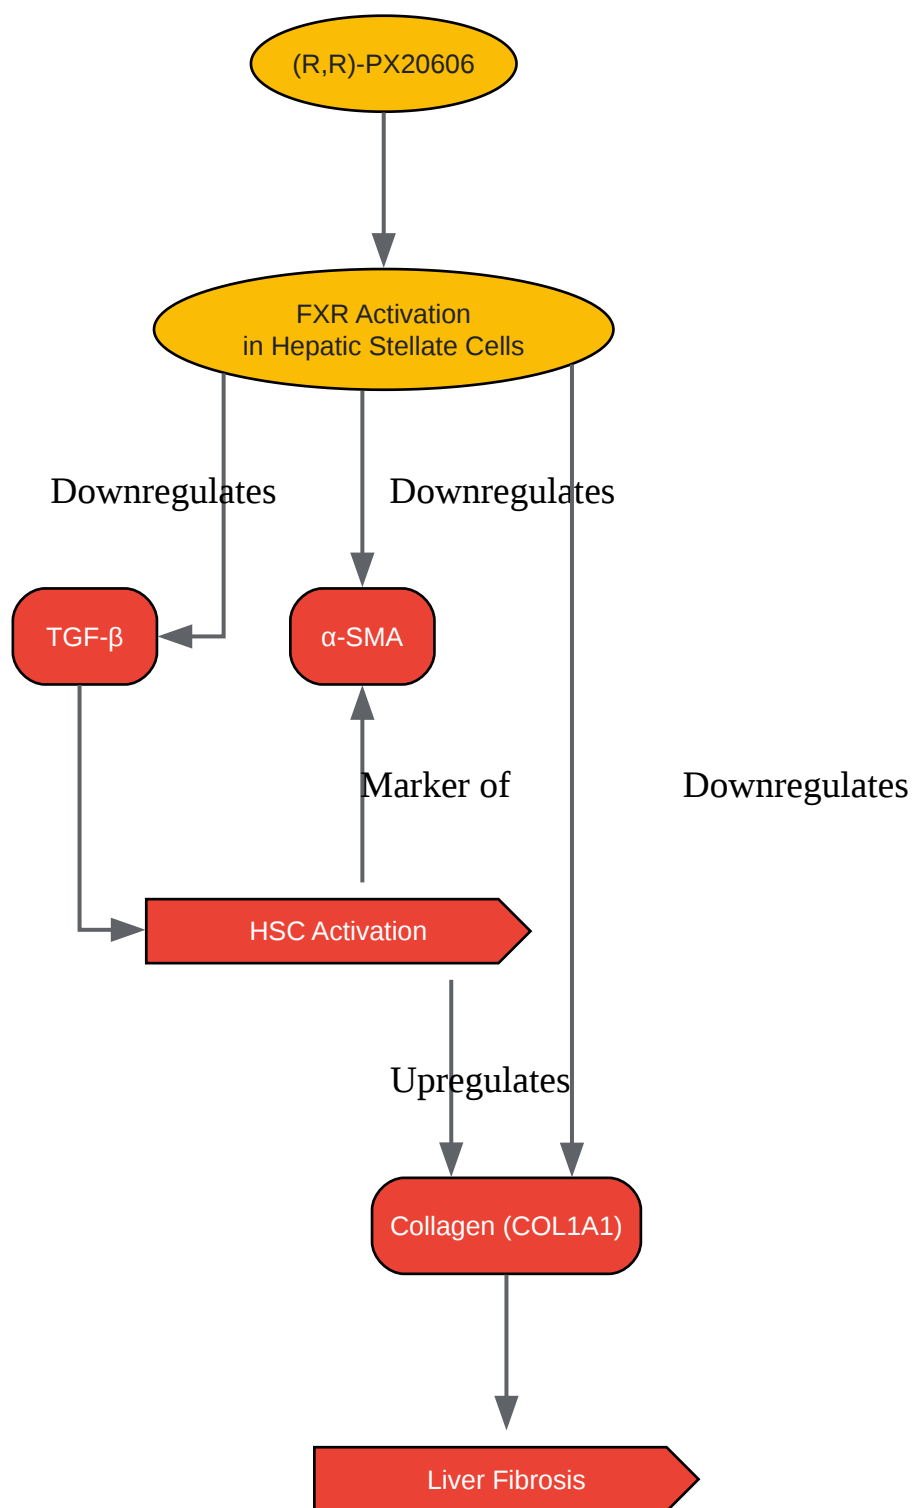 (R,R)-PX20606
FXR Activation
in Hepatic Stellate Cells
Downregulates
Downregulates
TGF-β
α-SMA
Marker of
Downregulates
HSC Activation
Upregulates
Collagen (COL1A1)
Liver Fibrosis